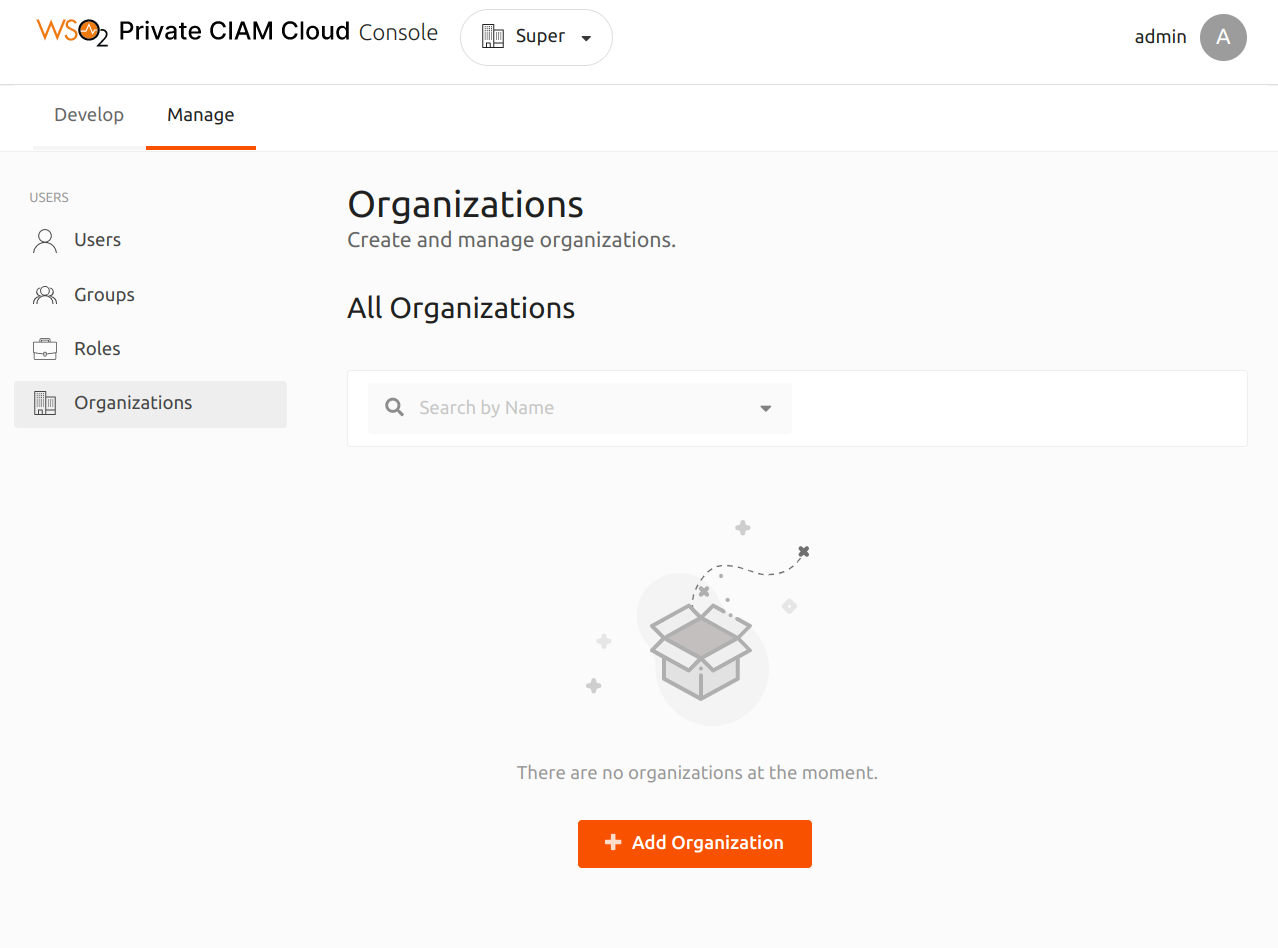 WSO2 Private CIAM Cloud Console
Super
admin
A
Develop
Manage
USERS
Users
Groups
Roles
Organizations
Organizations
Create and manage organizations.
All Organizations
Search by Name
There are no organizations at the moment.
Add Organization